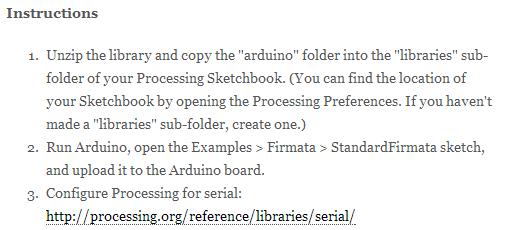 Instructions
1. Unzip the library and copy the "arduino" folder into the "libraries" sub-
folder of your Processing Sketchbook. (You can find the location of
your Sketchbook by opening the Processing Preferences. If you haven't
made a "libraries" sub-folder, create one.)
2. Run Arduino, open the Examples > Firmata > StandardFirmata sketch,
and upload it to the Arduino board.
3. Configure Processing for serial:
http://processing.org/reference/libraries/serial/